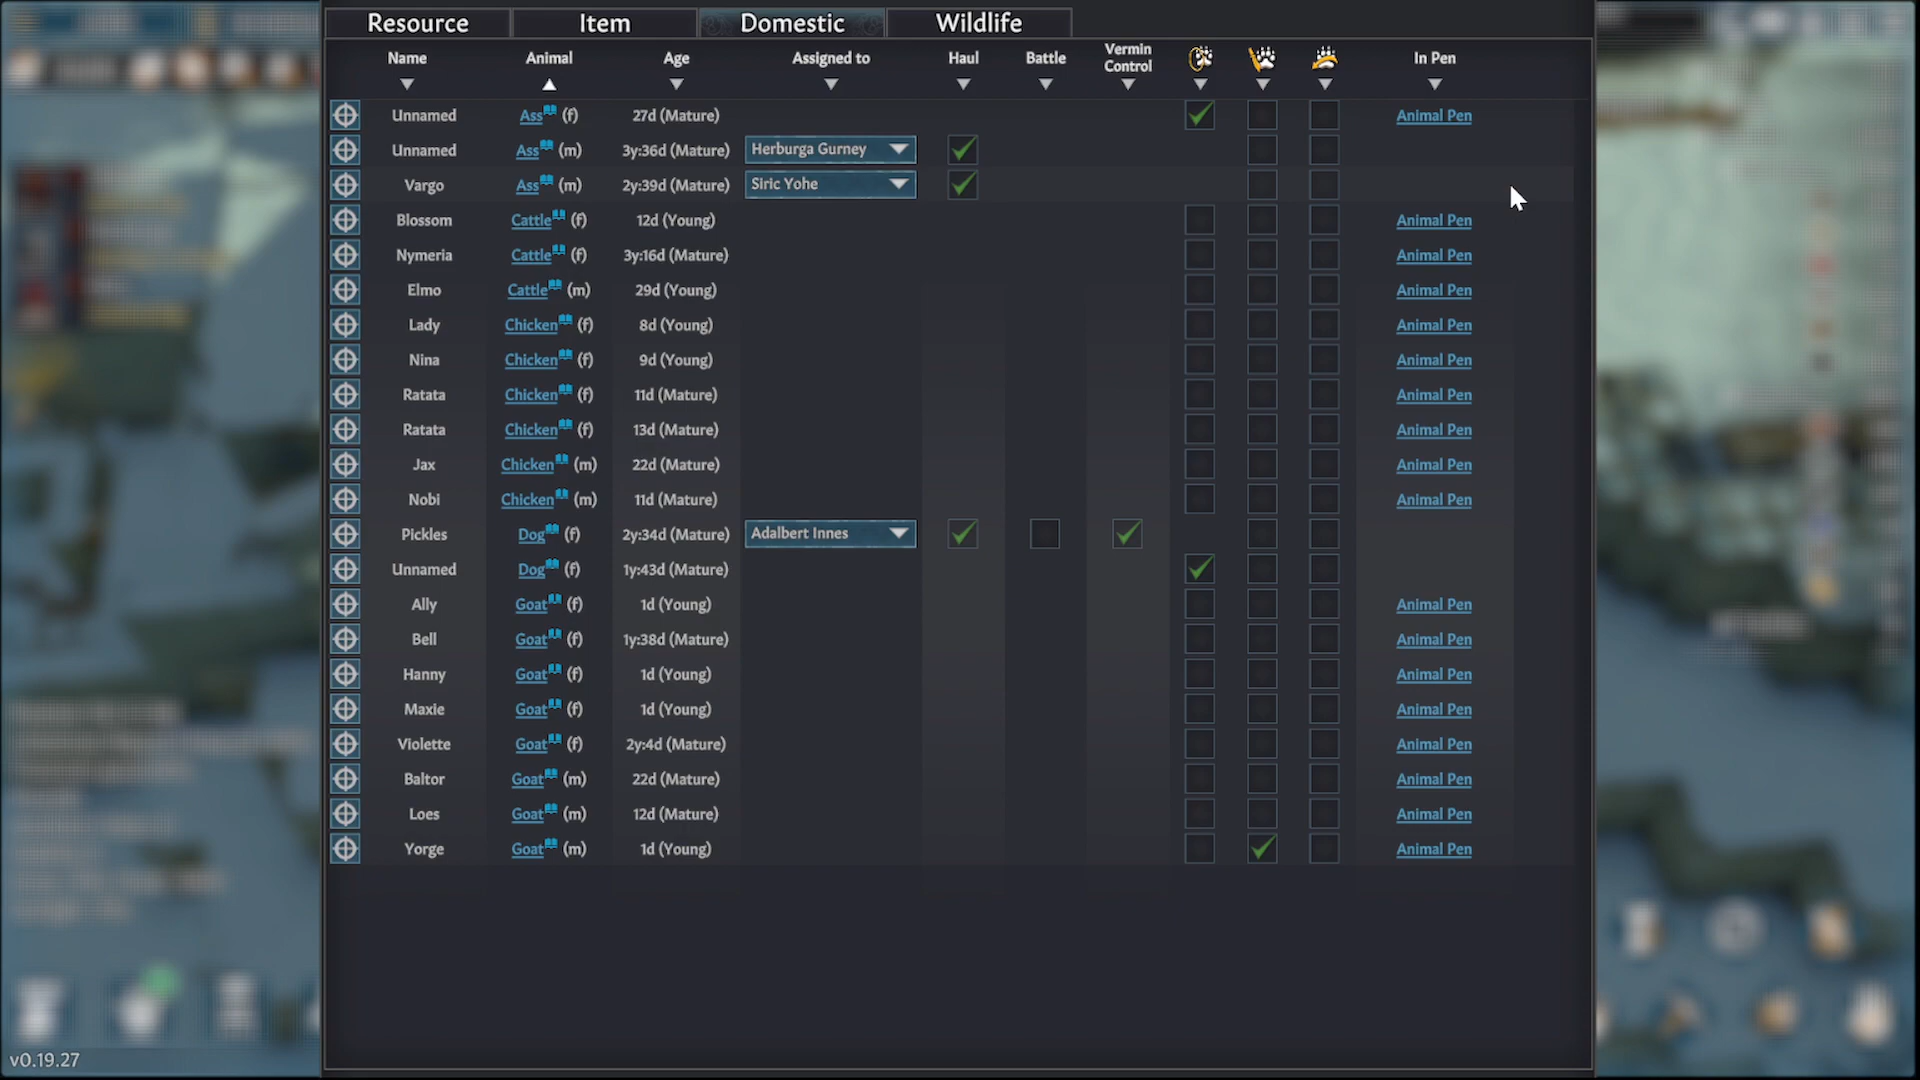 Resource Item Domestic Wildlife
Name Animal Age Assigned to Haul Battle Vermin Control In Pen
Unnamed Ass (f) 27d (Mature) Animal Pen
Unnamed Ass (m) 3y:36d (Mature) Herburga Gurney
Vargo Ass (m) 2y:39d (Mature) Siric Yohe
Blossom Cattle (f) 12d (Young) Animal Pen
Nymeria Cattle (f) 3y:16d (Mature) Animal Pen
Elmo Cattle (m) 29d (Young) Animal Pen
Lady Chicken (f) 8d (Young) Animal Pen
Nina Chicken (f) 9d (Young) Animal Pen
Ratata Chicken (f) 11d (Mature) Animal Pen
Ratata Chicken (f) 13d (Mature) Animal Pen
Jax Chicken (m) 22d (Mature) Animal Pen
Nobi Chicken (m) 11d (Mature) Animal Pen
Pickles Dog (f) 2y:34d (Mature) Adalbert Innes
Unnamed Dog (f) 1y:43d (Mature)
Ally Goat (f) 1d (Young) Animal Pen
Bell Goat (f) 1y:38d (Mature) Animal Pen
Hanny Goat (f) 1d (Young) Animal Pen
Maxie Goat (f) 1d (Young) Animal Pen
Violette Goat (f) 2y:4d (Mature) Animal Pen
Baltor Goat (m) 22d (Mature) Animal Pen
Loes Goat (m) 12d (Mature) Animal Pen
Yorge Goat (m) 1d (Young) Animal Pen
v0.19.27